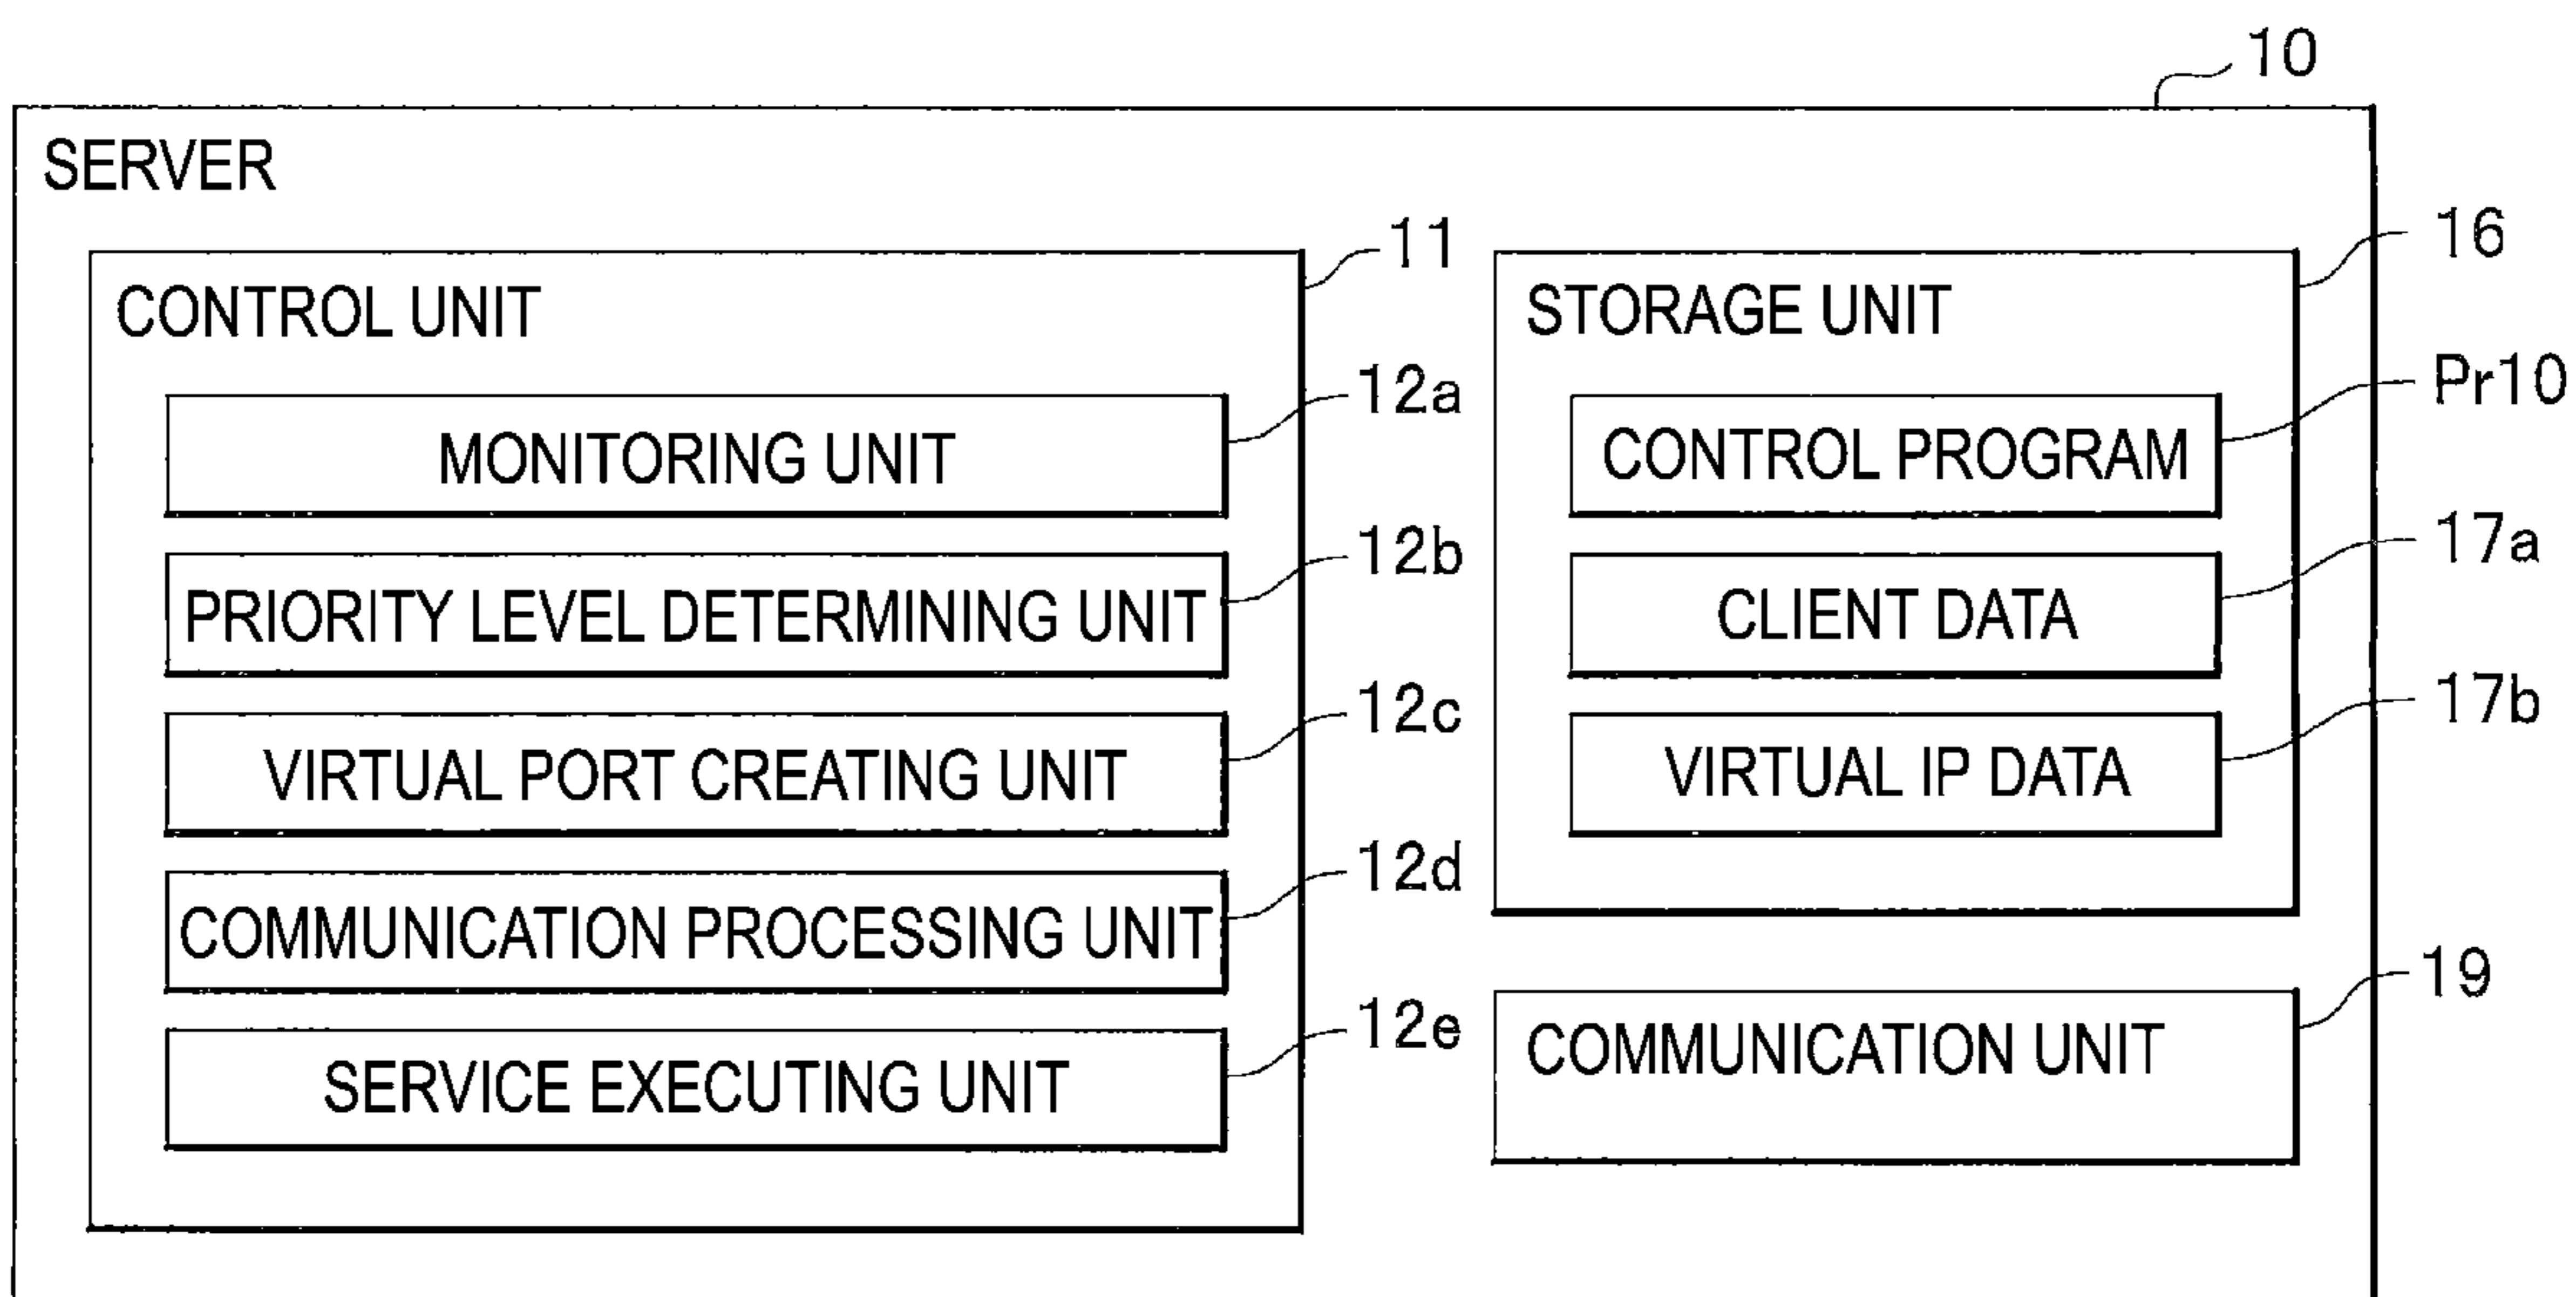 10
SERVER
11
CONTROL UNIT
12a
MONITORING UNIT
12b
PRIORITY LEVEL DETERMINING UNIT
12c
VIRTUAL PORT CREATING UNIT
12d
COMMUNICATION PROCESSING UNIT
12e
SERVICE EXECUTING UNIT
16
STORAGE UNIT
Pr10
CONTROL PROGRAM
17a
CLIENT DATA
17b
VIRTUAL IP DATA
19
COMMUNICATION UNIT